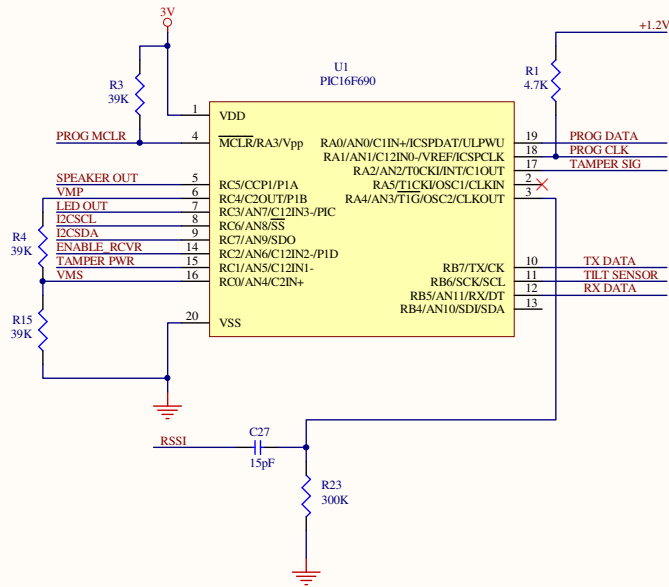 3V
+1.2V
U1
PIC16F690
R3
39K
R1
4.7K
1 VDD
PROG MCLR 4 MCLR/RA3/Vpp
RA0/AN0/C1IN+/ICSPDAT/ULPWU 19 PROG DATA
RA1/AN1/C12IN0-/VREF/ICSPCLK 18 PROG CLK
RA2/AN2/T0CKI/INT/C1OUT 17 TAMPER SIG
RA5/T1CKI/OSC1/CLKIN 2
RA4/AN3/T1G/OSC2/CLKOUT 3
SPEAKER OUT 5 RC5/CCP1/P1A
VMP 6 RC4/C2OUT/P1B
LED OUT 7 RC3/AN7/C12IN3-/PIC
I2CSCL 8 RC6/AN8/SS
I2CSDA 9 RC7/AN9/SDO
ENABLE_RCVR 14 RC2/AN6/C12IN2-/P1D
TAMPER PWR 15 RC1/AN5/C12IN1-
VMS 16 RC0/AN4/C2IN+
R4
39K
RB7/TX/CK 10 TX DATA
RB6/SCK/SCL 11 TILT SENSOR
RB5/AN11/RX/DT 12 RX DATA
RB4/AN10/SDI/SDA 13
R15
39K
20 VSS
C27
15pF
RSSI
R23
300K